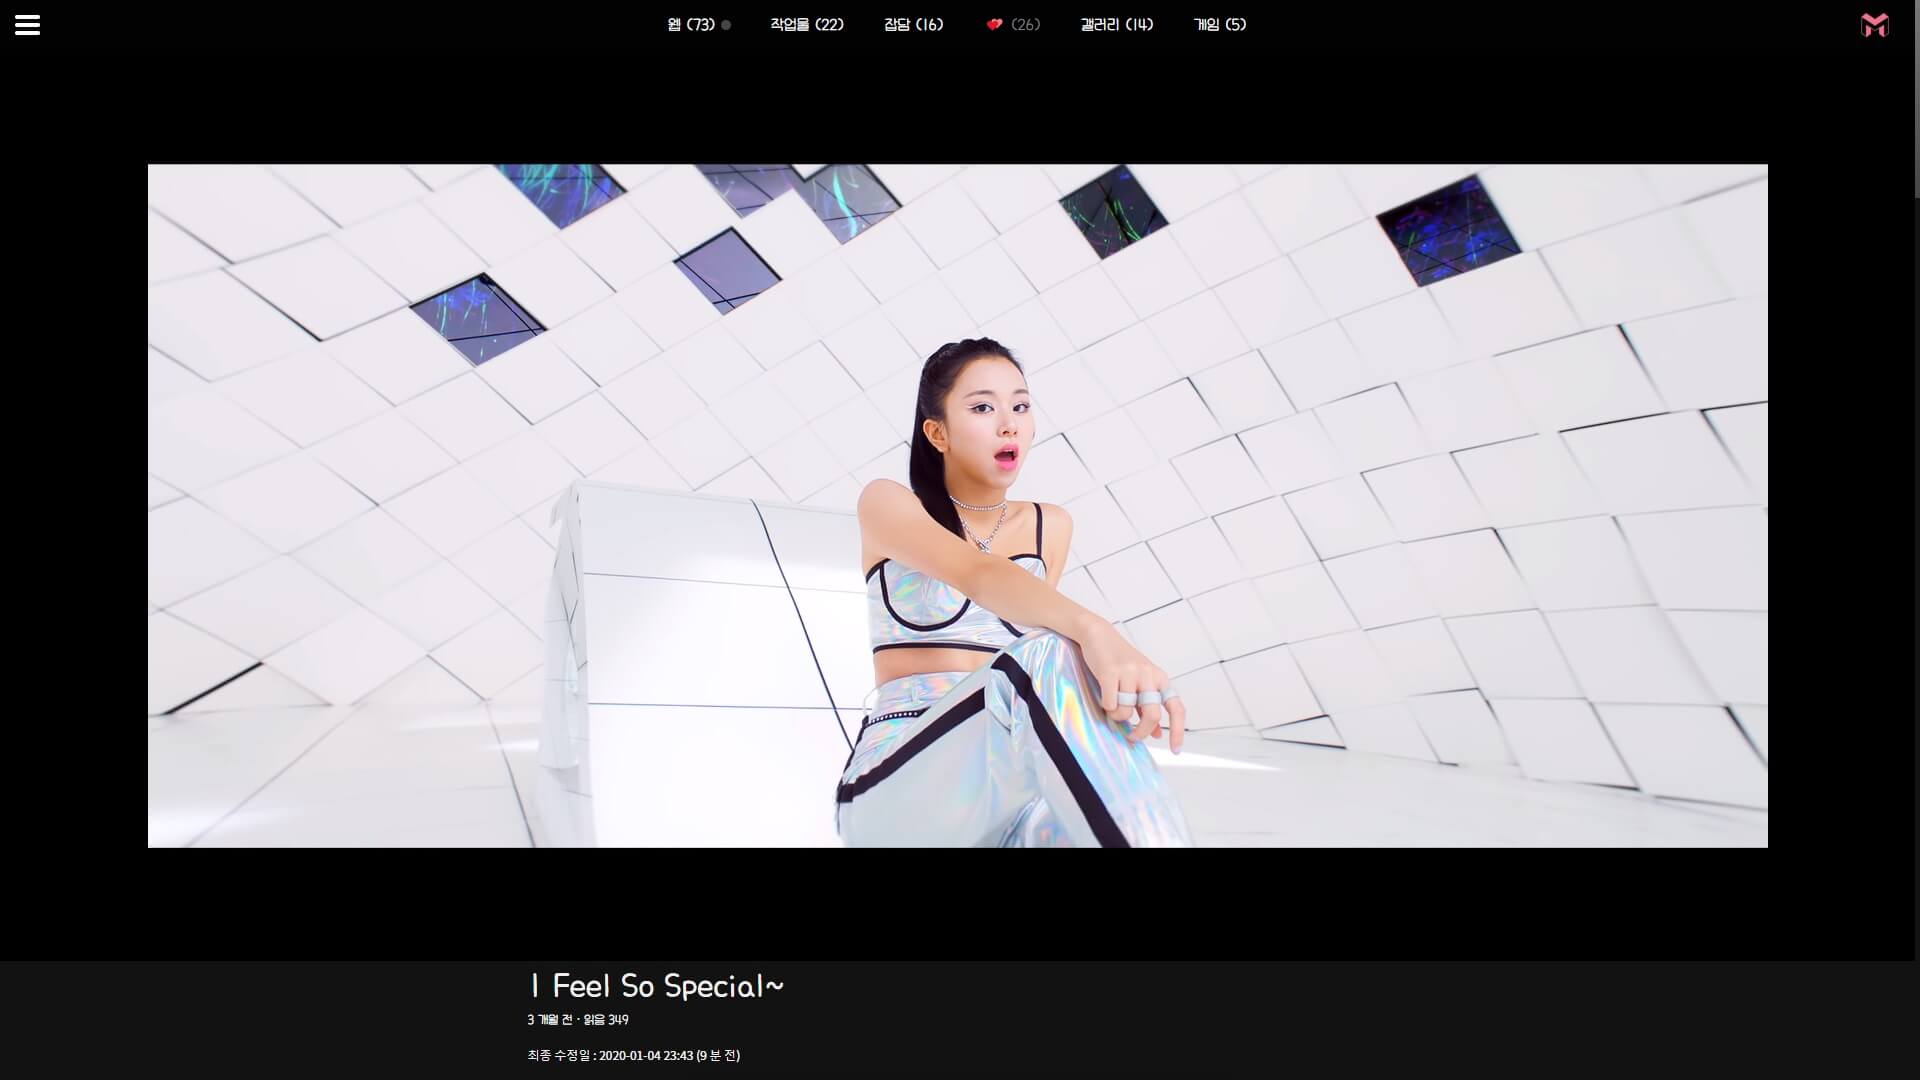 웹 (73)
작업물 (22)
잡담 (16)
(26)
갤러리 (14)
게임 (5)
I Feel So Special~
3 개월 전 · 읽음 349
최종 수정일 : 2020-01-04 23:43 (9 분 전)